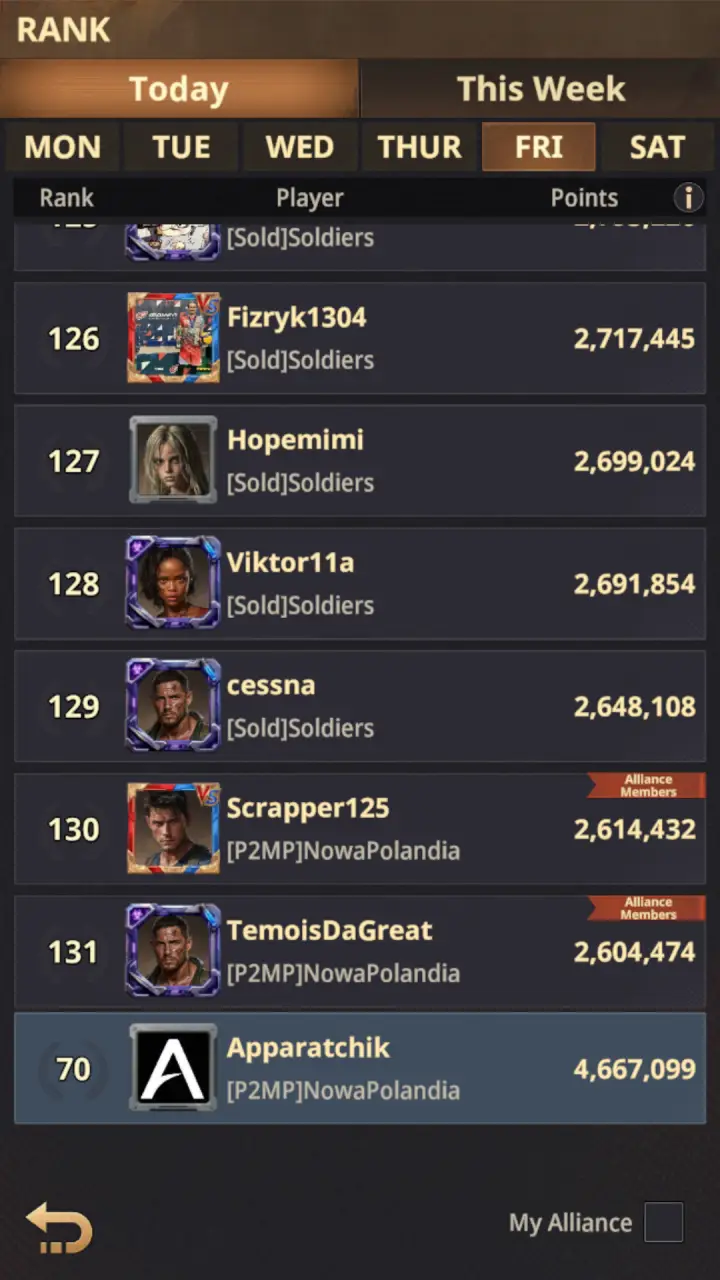 RANK
Today
This Week
MON
TUE
WED
THUR
FRI
SAT
Rank
Player
Points
[Sold]Soldiers
126
Fizryk1304
[Sold]Soldiers
2,717,445
127
Hopemimi
[Sold]Soldiers
2,699,024
128
Viktor11a
[Sold]Soldiers
2,691,854
129
cessna
[Sold]Soldiers
2,648,108
Alliance
Members
130
Scrapper125
[P2MP]NowaPolandia
2,614,432
Alliance
Members
131
TemoisDaGreat
[P2MP]NowaPolandia
2,604,474
70
Apparatchik
[P2MP]NowaPolandia
4,667,099
My Alliance